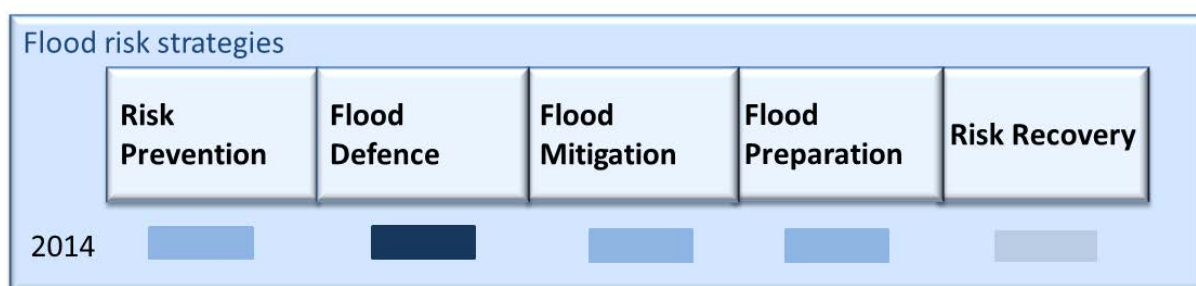 Flood risk strategies
Risk
Prevention
Flood
Defence
Flood
Mitigation
Flood
Preparation
Risk Recovery
2014